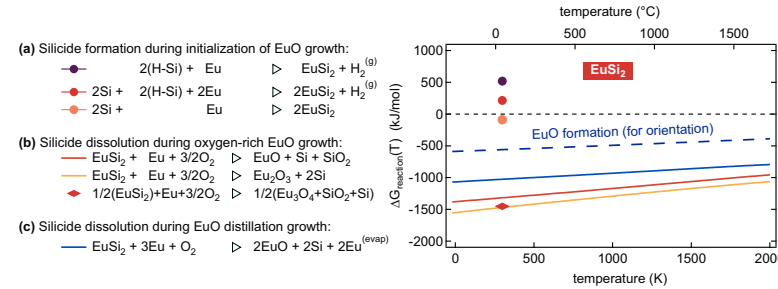 (a) Silicide formation during initialization of EuO growth:
2(H-Si) + Eu ▷ EuSi₂ + H₂⁽ᵍ⁾
2Si + 2(H-Si) + 2Eu ▷ 2EuSi₂ + H₂⁽ᵍ⁾
2Si + Eu ▷ 2EuSi₂
(b) Silicide dissolution during oxygen-rich EuO growth:
EuSi₂ + Eu + 3/2O₂ ▷ EuO + Si + SiO₂
EuSi₂ + Eu + 3/2O₂ ▷ Eu₂O₃ + 2Si
1/2(EuSi₂)+Eu+3/2O₂ ▷ 1/2(Eu₃O₄+SiO₂+Si)
(c) Silicide dissolution during EuO distillation growth:
EuSi₂ + 3Eu + O₂ ▷ 2EuO + 2Si + 2Eu⁽ᵉᵛᵃᵖ⁾
temperature (°C)
0 500 1000 1500
EuSi₂
EuO formation (for orientation)
ΔG_reaction(T) (kJ/mol)
1000
500
0
-500
-1000
-1500
-2000
0 500 1000 1500 2000
temperature (K)